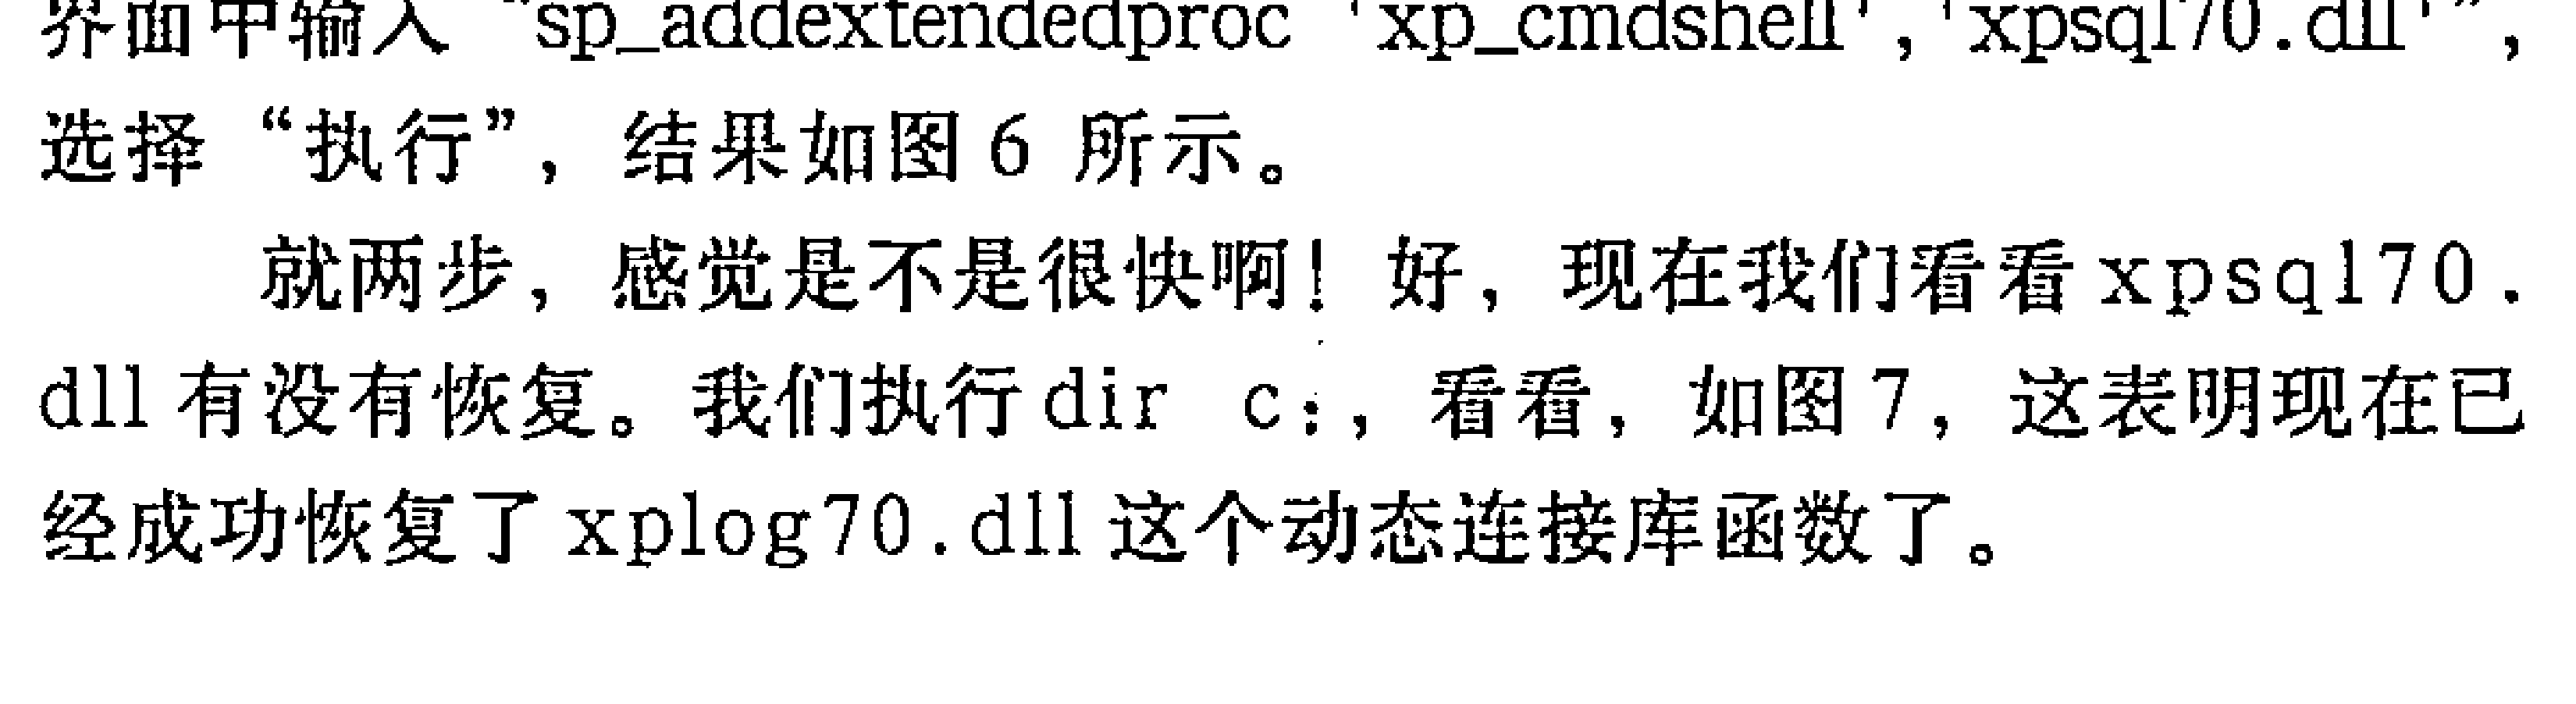 界面中输入“sp_addextendedproc 'xp_cmdshell','xpsql70.dll'”,
选择“执行”，结果如图6 所示。
就两步，感觉是不是很快啊！好，现在我们看看xpsql70.
dll有没有恢复。我们执行dir c:，看看，如图7，这表明现在已
经成功恢复了xplog70.dll这个动态连接库函数了。